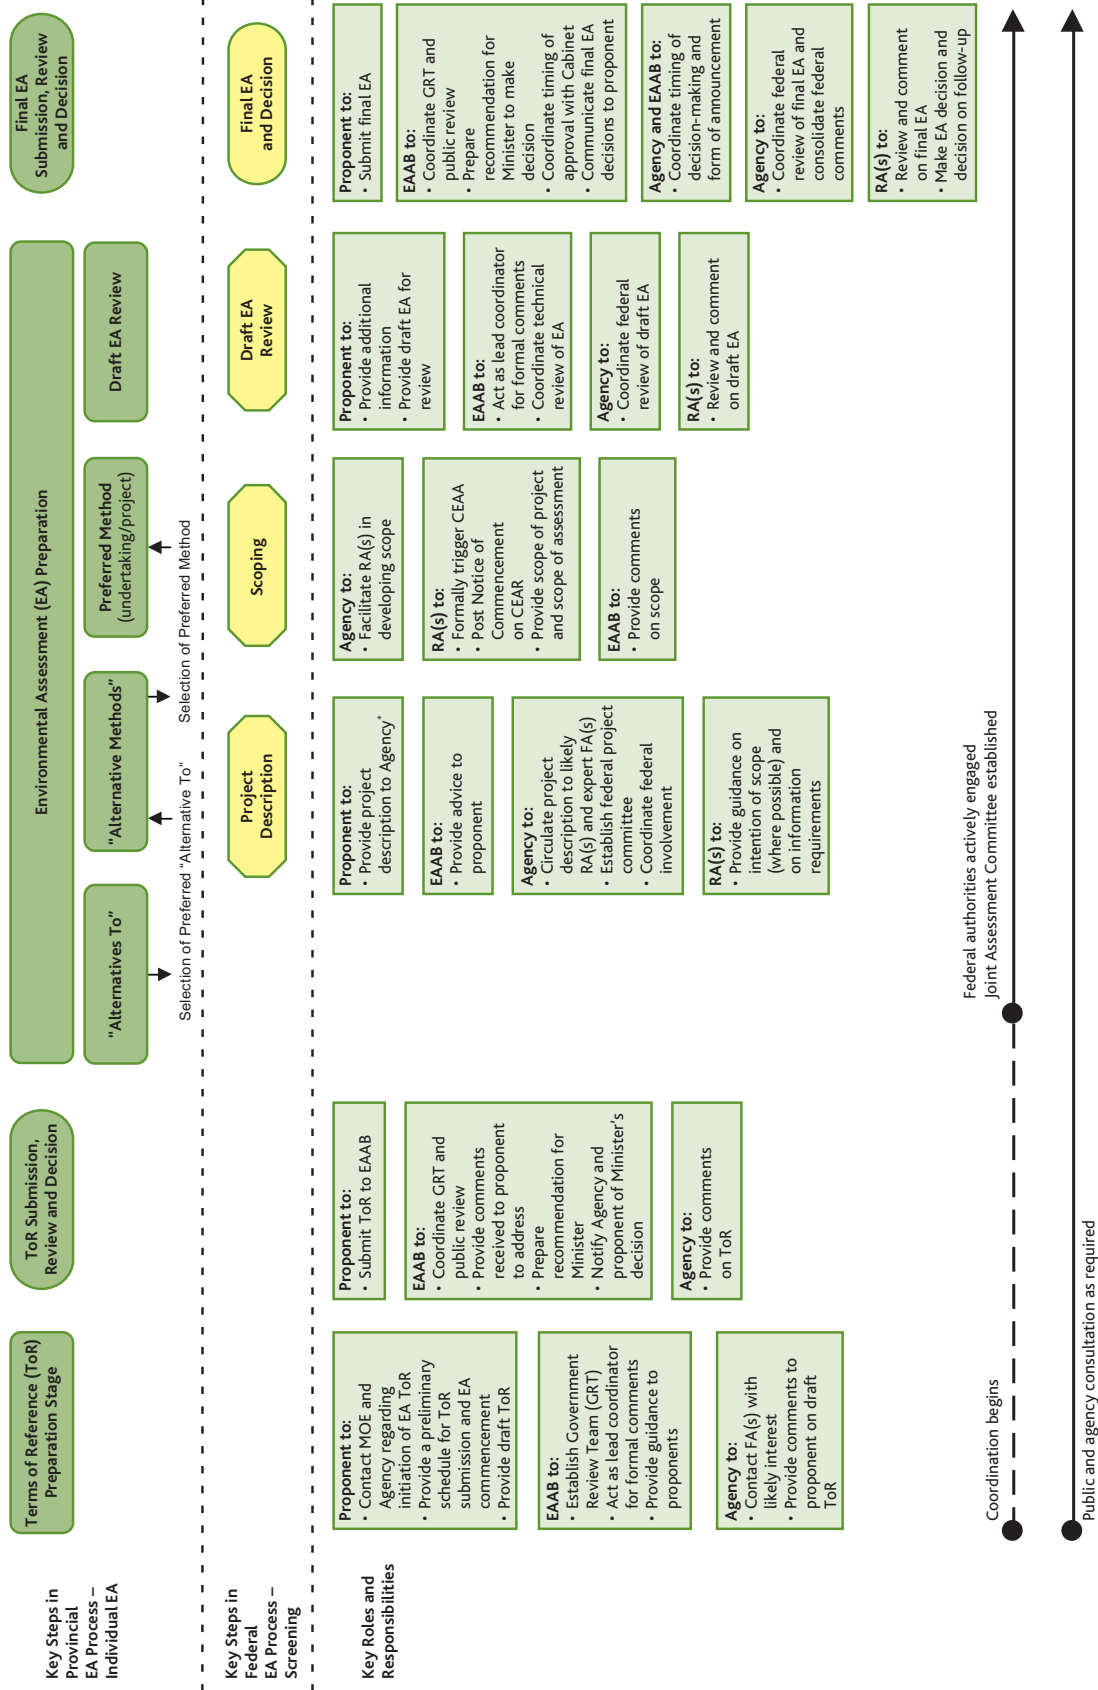 Key Steps in
Provincial
EA Process –
Individual EA
Terms of Reference (ToR)
Preparation Stage
ToR Submission,
Review and Decision
Environmental Assessment (EA) Preparation
"Alternatives To"
"Alternative Methods"
Preferred Method
(undertaking/project)
Draft EA Review
Selection of Preferred "Alternative To"
Selection of Preferred Method
Final EA
Submission, Review
and Decision
Key Steps in
Federal
EA Process –
Screening
Project
Description
Scoping
Draft EA
Review
Final EA
and Decision
Key Roles and
Responsibilities
Proponent to:
• Contact MOE and
Agency regarding
initiation of EA ToR
• Provide a preliminary
schedule for ToR
submission and EA
commencement
• Provide draft ToR
EAAB to:
• Establish Government
Review Team (GRT)
• Act as lead coordinator
for formal comments
• Provide guidance to
proponents
Agency to:
• Contact FA(s) with
likely interest
• Provide comments to
proponent on draft
ToR
Proponent to:
• Submit ToR to EAAB
EAAB to:
• Coordinate GRT and
public review
• Provide comments
received to proponent
to address
• Prepare
recommendation for
Minister
• Notify Agency and
proponent of Minister's
decision
Agency to:
• Provide comments
on ToR
Proponent to:
• Provide project
description to Agency*
EAAB to:
• Provide advice to
proponent
Agency to:
• Circulate project
description to likely
RA(s) and expert FA(s)
• Establish federal project
committee
• Coordinate federal
involvement
RA(s) to:
• Provide guidance on
intention of scope
(where possible) and
on information
requirements
Agency to:
• Facilitate RA(s) in
developing scope
RA(s) to:
• Formally trigger CEAA
• Post Notice of
Commencement
on CEAR
• Provide scope of project
and scope of assessment
EAAB to:
• Provide comments
on scope
Proponent to:
• Provide additional
information
• Provide draft EA for
review
EAAB to:
• Act as lead coordinator
for formal comments
• Coordinate technical
review of EA
Agency to:
• Coordinate federal
review of draft EA
RA(s) to:
• Review and comment
on draft EA
Proponent to:
• Submit final EA
EAAB to:
• Coordinate GRT and
public review
• Prepare
recommendation for
Minister to make
decision
• Coordinate timing of
approval with Cabinet
• Communicate final EA
decisions to proponent
Agency and EAAB to:
• Coordinate timing of
decision-making and
form of announcement
Agency to:
• Coordinate federal
review of final EA and
consolidate federal
comments
RA(s) to:
• Review and comment
on final EA
• Make EA decision and
decision on follow-up
Coordination begins
Federal authorities actively engaged
Joint Assessment Committee established
Public and agency consultation as required